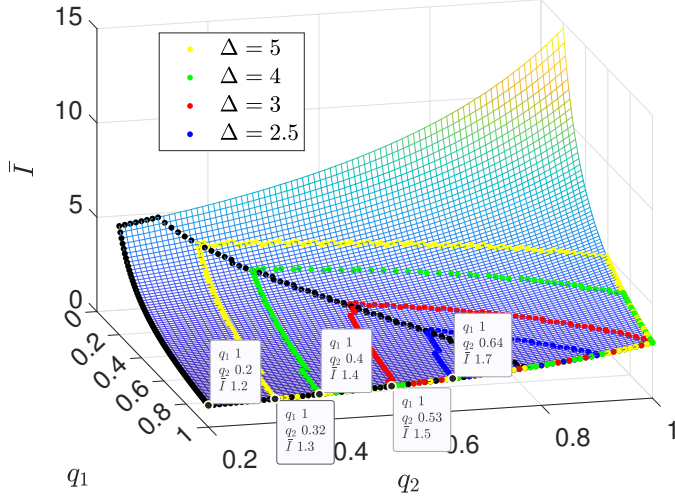 15
10
5
0
Ī
Δ = 5
Δ = 4
Δ = 3
Δ = 2.5
q₁ 1
q₂ 0.2
Ī 1.2
q₁ 1
q₂ 0.32
Ī 1.3
q₁ 1
q₂ 0.4
Ī 1.4
q₁ 1
q₂ 0.53
Ī 1.5
q₁ 1
q₂ 0.64
Ī 1.7
0
0.2
0.4
0.6
0.8
1
q₁
0.2
0.4
0.6
0.8
1
q₂